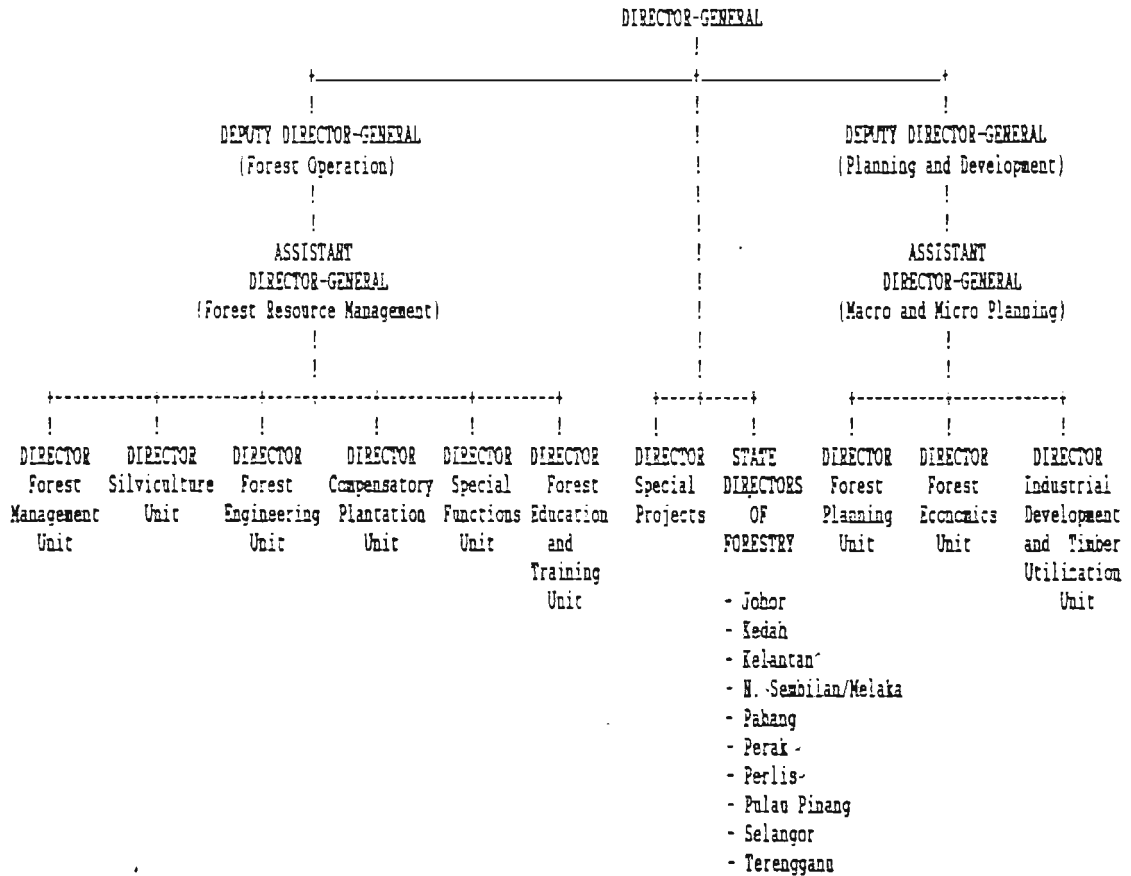 DIRECTOR-GENERAL
DEPUTY DIRECTOR-GENERAL
(Forest Operation)
DEPUTY DIRECTOR-GENERAL
(Planning and Development)
ASSISTANT
DIRECTOR-GENERAL
(Forest Resource Management)
ASSISTANT
DIRECTOR-GENERAL
(Macro and Micro Planning)
DIRECTOR
Forest
Management
Unit
DIRECTOR
Silviculture
Unit
DIRECTOR
Forest
Engineering
Unit
DIRECTOR
Compensatory
Plantation
Unit
DIRECTOR
Special
Functions
Unit
DIRECTOR
Forest
Education
and
Training
Unit
DIRECTOR
Special
Projects
STATE
DIRECTORS
OF
FORESTRY
- Johor
- Kedah
- Kelantan
- N. Sembilan/Melaka
- Pahang
- Perak
- Perlis
- Pulau Pinang
- Selangor
- Terengganu
DIRECTOR
Forest
Planning
Unit
DIRECTOR
Forest
Economics
Unit
DIRECTOR
Industrial
Development
and Timber
Utilization
Unit